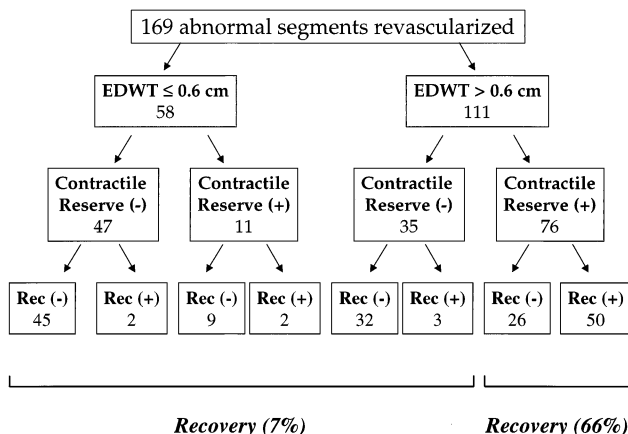 169 abnormal segments revascularized
EDWT ≤ 0.6 cm
58
EDWT > 0.6 cm
111
Contractile
Reserve (-)
47
Contractile
Reserve (+)
11
Contractile
Reserve (-)
35
Contractile
Reserve (+)
76
Rec (-)
45
Rec (+)
2
Rec (-)
9
Rec (+)
2
Rec (-)
32
Rec (+)
3
Rec (-)
26
Rec (+)
50
Recovery (7%)
Recovery (66%)